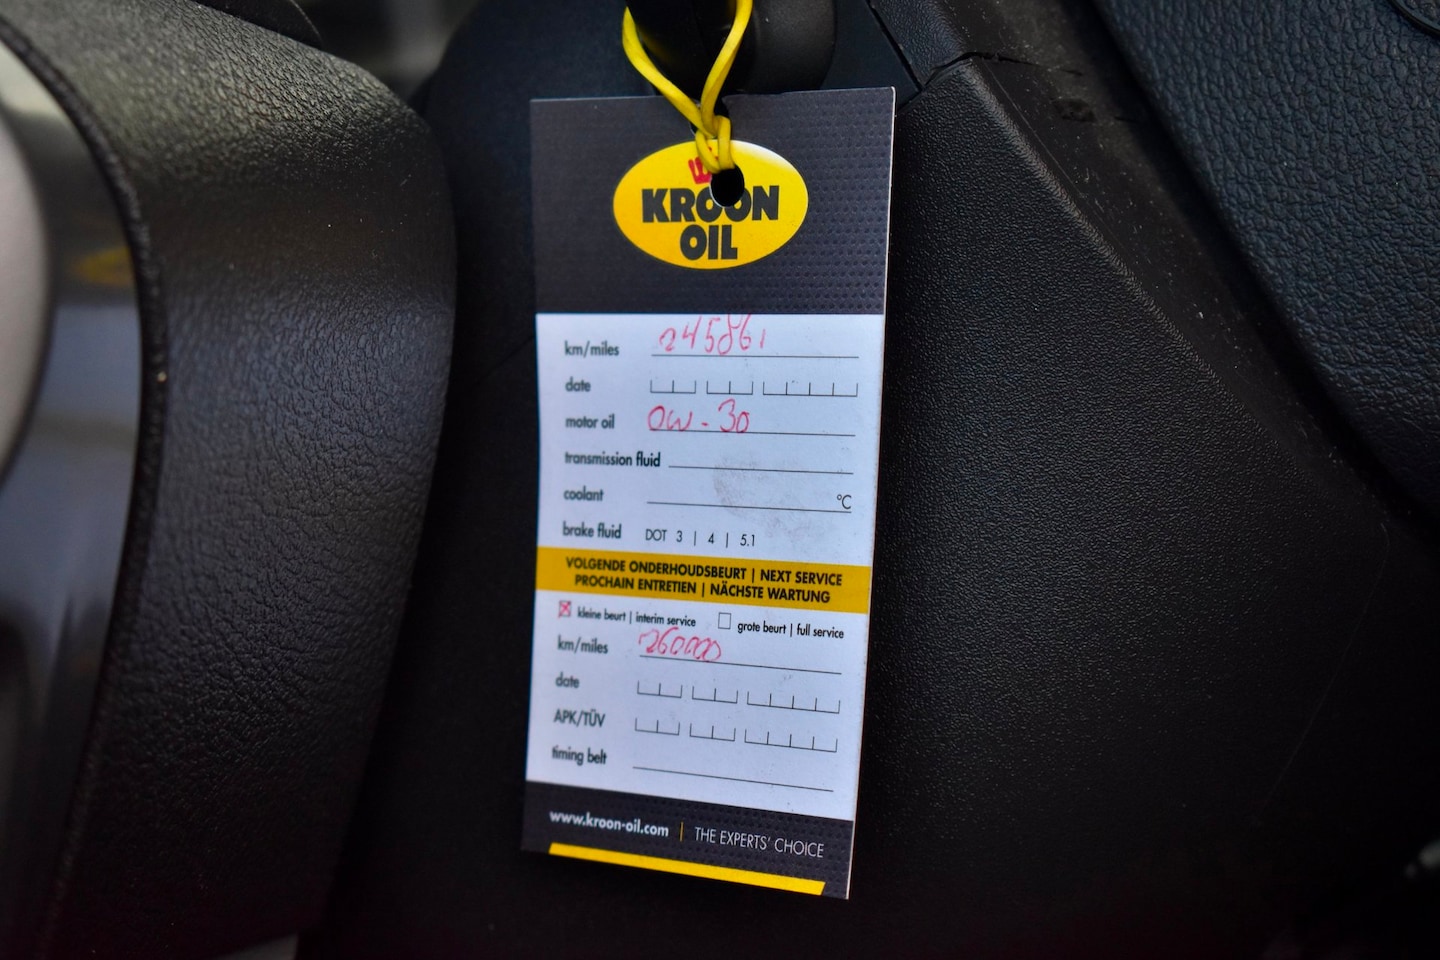 KROON
OIL
km/miles 245861
date
motor oil 0W-30
transmission fluid
coolant °C
brake fluid DOT 3 | 4 | 5.1
VOLGENDE ONDERHOUDSBEURT | NEXT SERVICE
PROCHAIN ENTRETIEN | NÄCHSTE WARTUNG
kleine beurt | interim service grote beurt | full service
km/miles 260000
date
APK/TÜV
timing belt
www.kroon-oil.com | THE EXPERTS' CHOICE